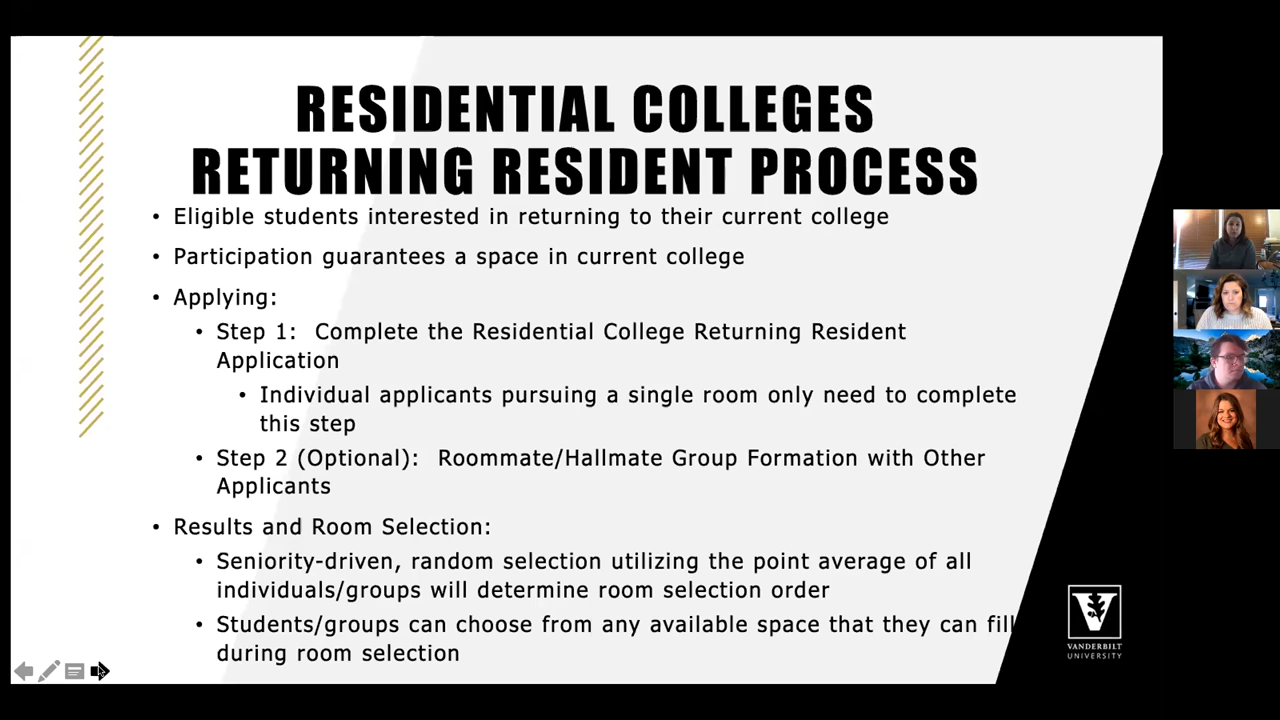 RESIDENTIAL COLLEGES
RETURNING RESIDENT PROCESS
• Eligible students interested in returning to their current college
• Participation guarantees a space in current college
• Applying:
• Step 1: Complete the Residential College Returning Resident
Application
• Individual applicants pursuing a single room only need to complete
this step
• Step 2 (Optional): Roommate/Hallmate Group Formation with Other
Applicants
• Results and Room Selection:
• Seniority-driven, random selection utilizing the point average of all
individuals/groups will determine room selection order
• Students/groups can choose from any available space that they can fill
during room selection
V
VANDERBILT
UNIVERSITY